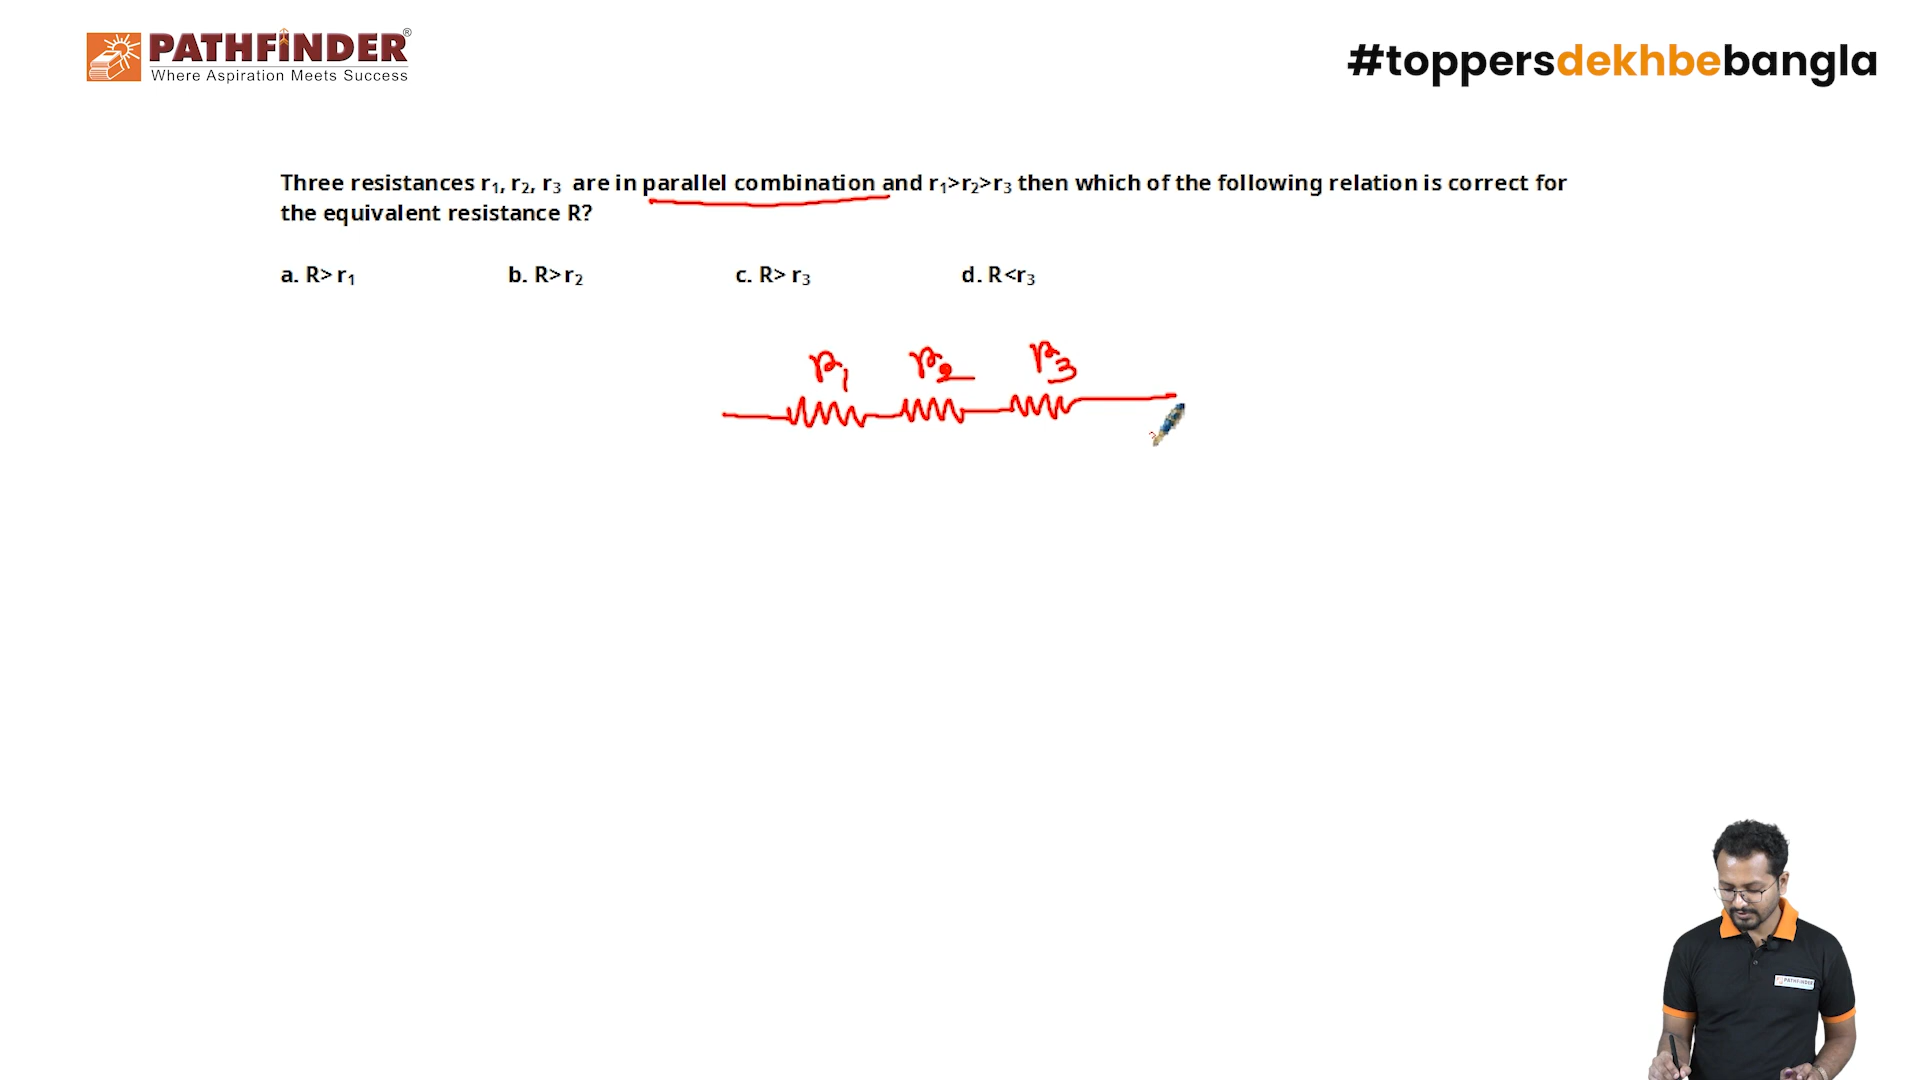 PATHFINDER®
Where Aspiration Meets Success
#toppersdekhbebangla
Three resistances r₁, r₂, r₃ are in parallel combination and r₁>r₂>r₃ then which of the following relation is correct for
the equivalent resistance R?
a. R> r₁ b. R>r₂ c. R> r₃ d. R<r₃
r₁ r₂ r₃
PATHFINDER